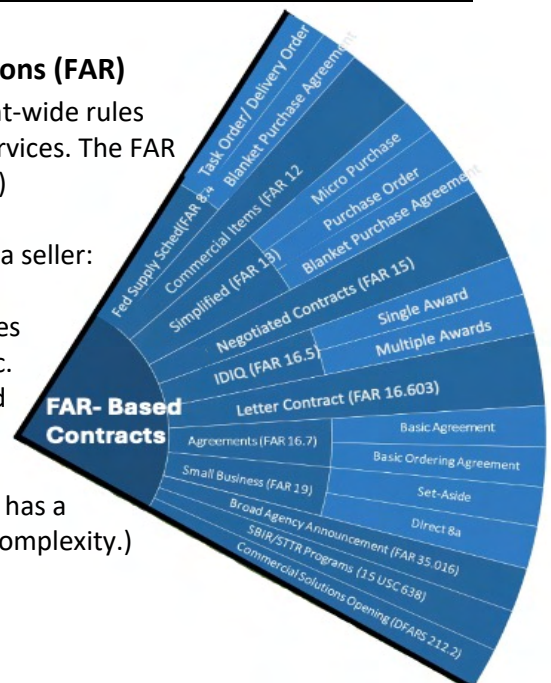 ons (FAR)
t-wide rules
rvices. The FAR
)
a seller:
es
c.
d
has a
omplexity.)
FAR- Based
Contracts
Fed Supply Sched(FAR 8.4
Task Order/ Delivery Order
Blanket Purchase Agreement
Commercial Items (FAR 12
Simplified (FAR 13)
Micro Purchase
Purchase Order
Blanket Purchase Agreement
Negotiated Contracts (FAR 15)
IDIQ (FAR 16.5)
Single Award
Multiple Awards
Letter Contract (FAR 16.603)
Agreements (FAR 16.7)
Basic Agreement
Basic Ordering Agreement
Small Business (FAR 19)
Set-Aside
Direct 8a
Broad Agency Announcement (FAR 35.016)
SBIR/STTR Programs (15 USC 638)
Commercial Solutions Opening (DFARS 212.2)